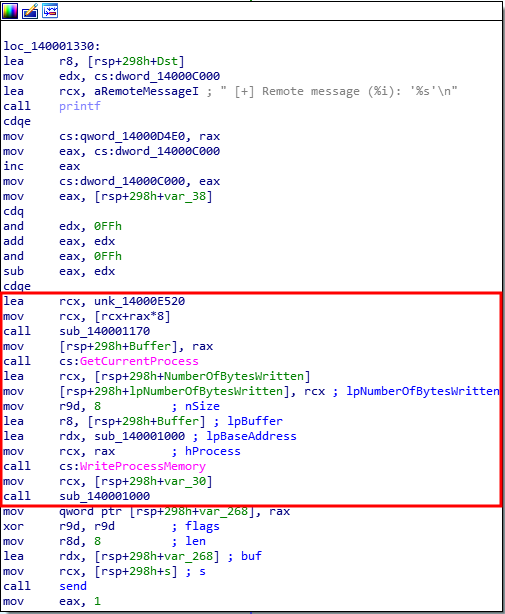 loc_140001330:
lea r8, [rsp+298h+Dst]
mov edx, cs:dword_14000C000
lea rcx, aRemoteMessageI ; " [+] Remote message (%i): '%s'\n"
call printf
cdqe
mov cs:qword_14000D4E0, rax
mov eax, cs:dword_14000C000
inc eax
mov cs:dword_14000C000, eax
mov eax, [rsp+298h+var_38]
cdq
and edx, 0FFh
add eax, edx
and eax, 0FFh
sub eax, edx
cdqe
lea rcx, unk_14000E520
mov rcx, [rcx+rax*8]
call sub_140001170
mov [rsp+298h+Buffer], rax
call cs:GetCurrentProcess
lea rcx, [rsp+298h+NumberOfBytesWritten]
mov [rsp+298h+lpNumberOfBytesWritten], rcx ; lpNumberOfBytesWritten
mov r9d, 8 ; nSize
lea r8, [rsp+298h+Buffer] ; lpBuffer
lea rdx, sub_140001000 ; lpBaseAddress
mov rcx, rax ; hProcess
call cs:WriteProcessMemory
mov rcx, [rsp+298h+var_30]
call sub_140001000
mov qword ptr [rsp+298h+var_268], rax
xor r9d, r9d ; flags
mov r8d, 8 ; len
lea rdx, [rsp+298h+var_268] ; buf
mov rcx, [rsp+298h+s] ; s
call send
mov eax, 1